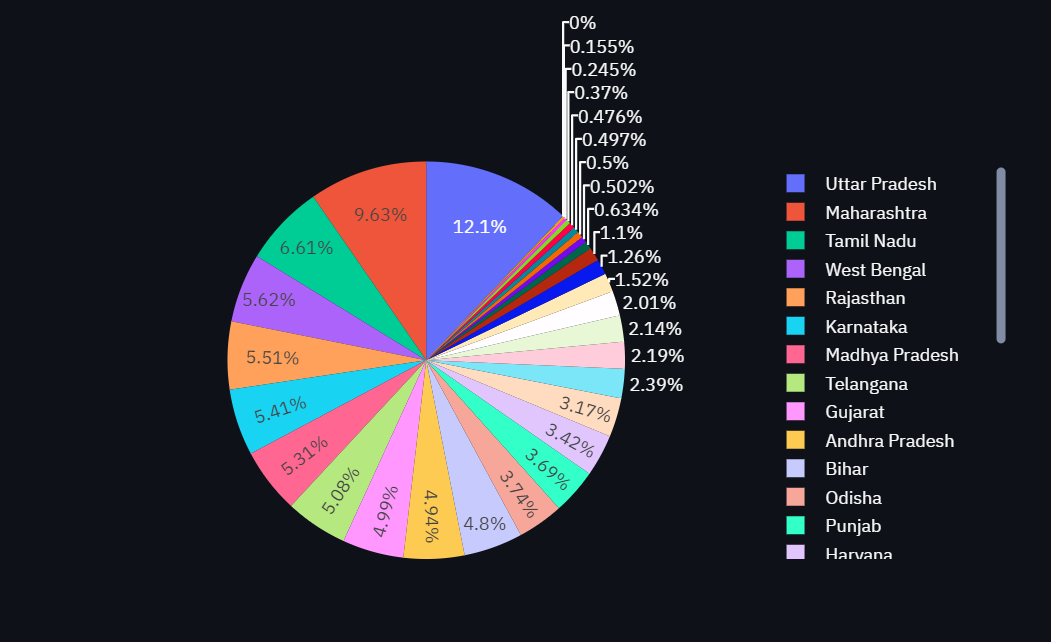 0%
0.155%
0.245%
0.37%
0.476%
0.497%
0.5%
0.502%
0.634%
1.1%
1.26%
1.52%
2.01%
2.14%
2.19%
2.39%
3.17%
3.42%
3.69%
3.74%
4.8%
4.94%
4.99%
5.08%
5.31%
5.41%
5.51%
5.62%
6.61%
9.63%
12.1%
Uttar Pradesh
Maharashtra
Tamil Nadu
West Bengal
Rajasthan
Karnataka
Madhya Pradesh
Telangana
Gujarat
Andhra Pradesh
Bihar
Odisha
Punjab
Haryana